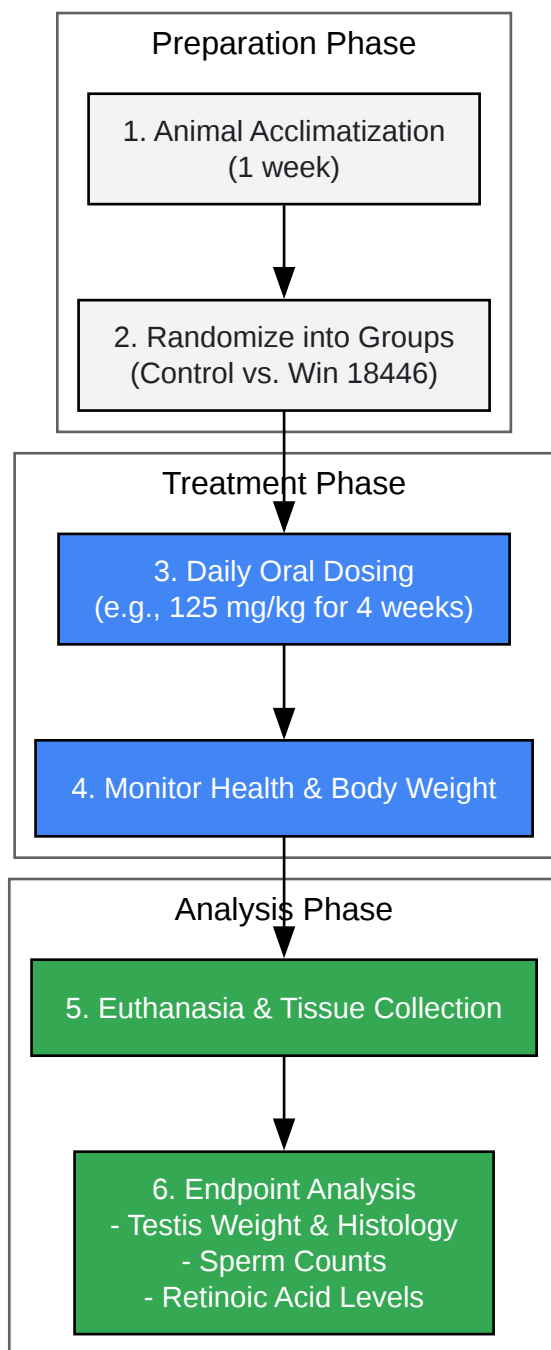 Preparation Phase
1. Animal Acclimatization
(1 week)
2. Randomize into Groups
(Control vs. Win 18446)
Treatment Phase
3. Daily Oral Dosing
(e.g., 125 mg/kg for 4 weeks)
4. Monitor Health & Body Weight
Analysis Phase
5. Euthanasia & Tissue Collection
6. Endpoint Analysis
- Testis Weight & Histology
- Sperm Counts
- Retinoic Acid Levels